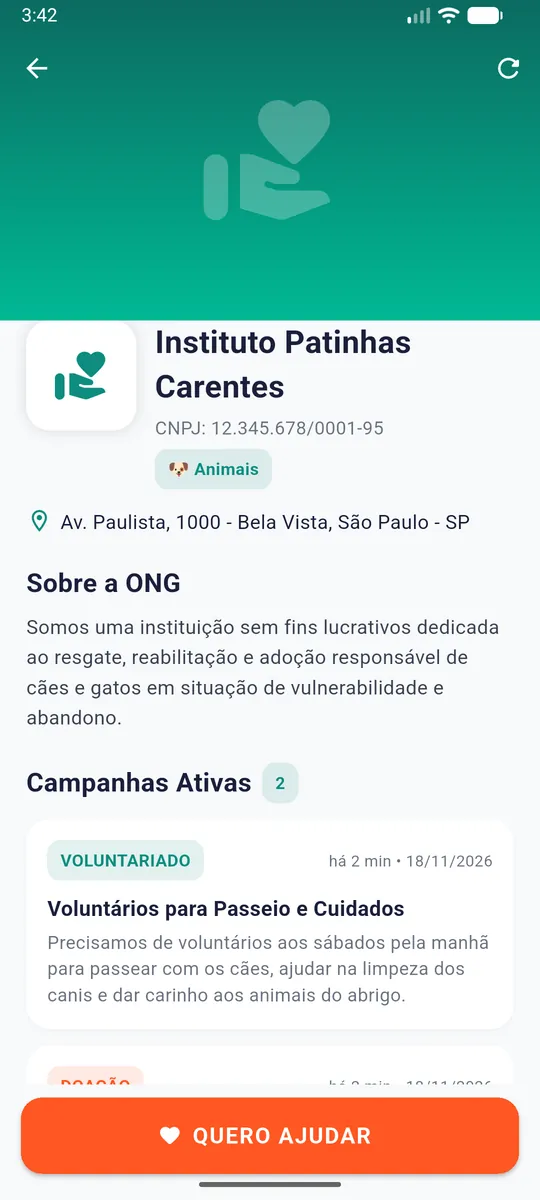 3:42
Instituto Patinhas
Carentes
CNPJ: 12.345.678/0001-95
🐶 Animais
Av. Paulista, 1000 - Bela Vista, São Paulo - SP
Sobre a ONG
Somos uma instituição sem fins lucrativos dedicada
ao resgate, reabilitação e adoção responsável de
cães e gatos em situação de vulnerabilidade e
abandono.
Campanhas Ativas 2
VOLUNTARIADO há 2 min • 18/11/2026
Voluntários para Passeio e Cuidados
Precisamos de voluntários aos sábados pela manhã
para passear com os cães, ajudar na limpeza dos
canis e dar carinho aos animais do abrigo.
DOAÇÃO
QUERO AJUDAR